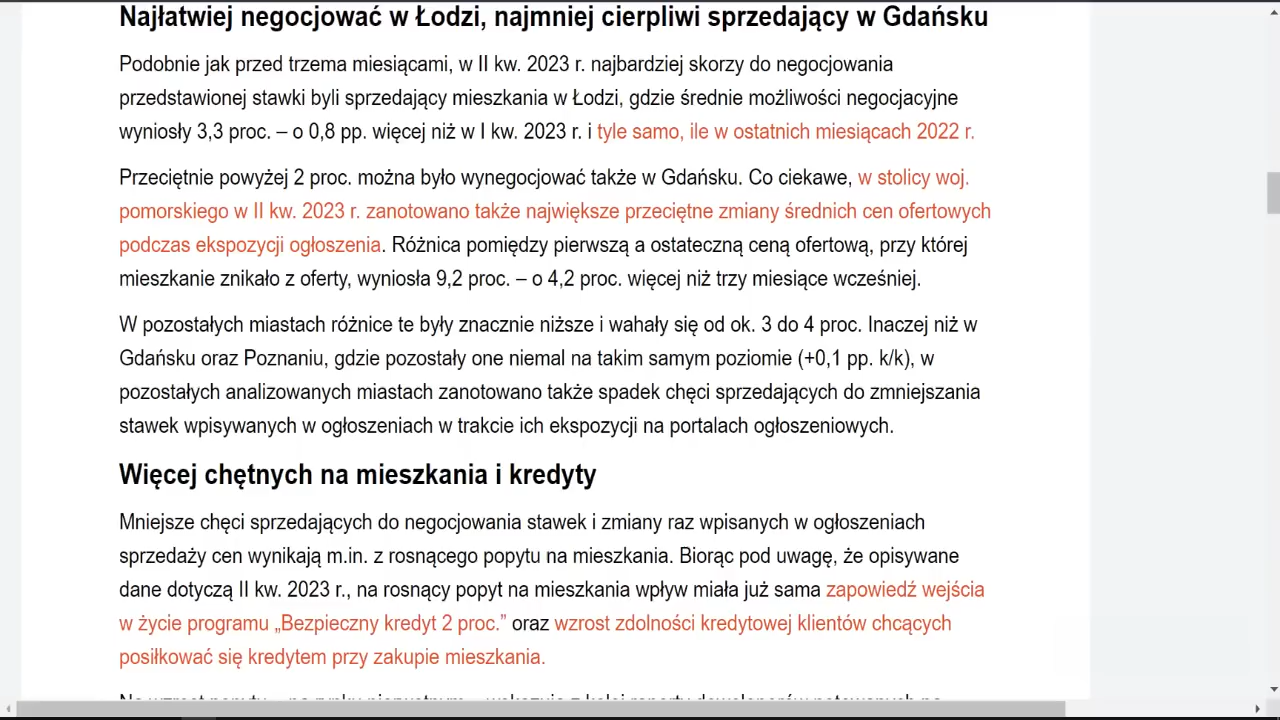 Najłatwiej negocjować w Łodzi, najmniej cierpliwi sprzedający w Gdańsku
Podobnie jak przed trzema miesiącami, w II kw. 2023 r. najbardziej skorzy do negocjowania
przedstawionej stawki byli sprzedający mieszkania w Łodzi, gdzie średnie możliwości negocjacyjne
wyniosły 3,3 proc. – o 0,8 pp. więcej niż w I kw. 2023 r. i tyle samo, ile w ostatnich miesiącach 2022 r.
Przeciętnie powyżej 2 proc. można było wynegocjować także w Gdańsku. Co ciekawe, w stolicy woj.
pomorskiego w II kw. 2023 r. zanotowano także największe przeciętne zmiany średnich cen ofertowych
podczas ekspozycji ogłoszenia. Różnica pomiędzy pierwszą a ostateczną ceną ofertową, przy której
mieszkanie znikało z oferty, wyniosła 9,2 proc. – o 4,2 proc. więcej niż trzy miesiące wcześniej.
W pozostałych miastach różnice te były znacznie niższe i wahały się od ok. 3 do 4 proc. Inaczej niż w
Gdańsku oraz Poznaniu, gdzie pozostały one niemal na takim samym poziomie (+0,1 pp. k/k), w
pozostałych analizowanych miastach zanotowano także spadek chęci sprzedających do zmniejszania
stawek wpisywanych w ogłoszeniach w trakcie ich ekspozycji na portalach ogłoszeniowych.
Więcej chętnych na mieszkania i kredyty
Mniejsze chęci sprzedających do negocjowania stawek i zmiany raz wpisanych w ogłoszeniach
sprzedaży cen wynikają m.in. z rosnącego popytu na mieszkania. Biorąc pod uwagę, że opisywane
dane dotyczą II kw. 2023 r., na rosnący popyt na mieszkania wpływ miała już sama zapowiedź wejścia
w życie programu „Bezpieczny kredyt 2 proc.” oraz wzrost zdolności kredytowej klientów chcących
posiłkować się kredytem przy zakupie mieszkania.